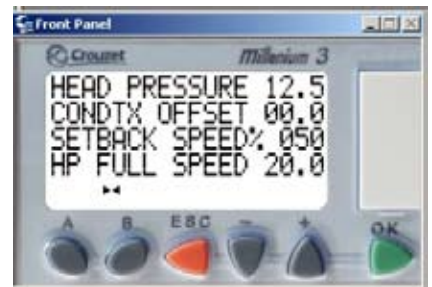 Front Panel
Crouzet Millenium 3
HEAD PRESSURE 12.5
CONDTX OFFSET 00.0
SETBACK SPEED% 050
HP FULL SPEED 20.0
A B ESC - + OK